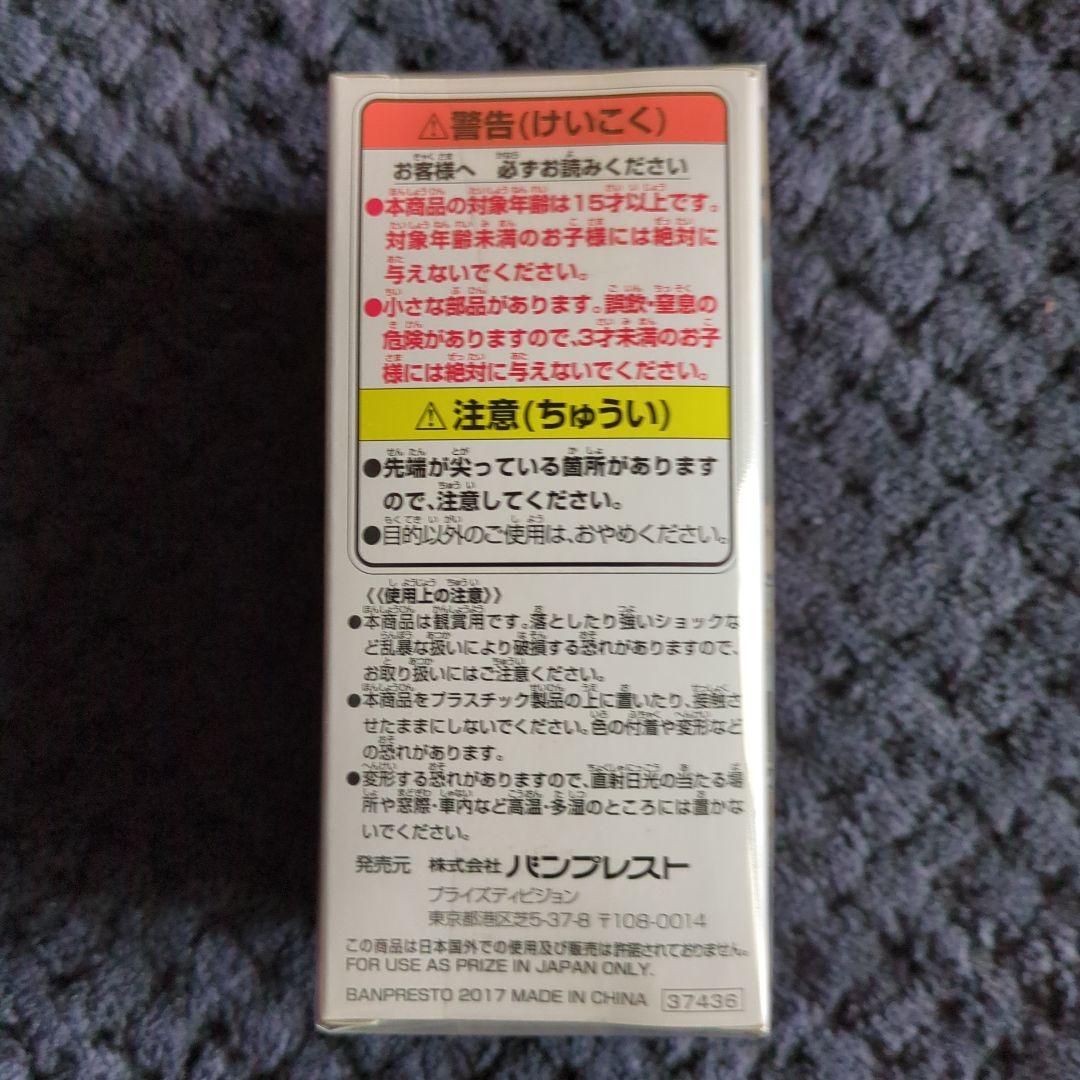 ⚠警告(けいこく)
お客様へ 必ずお読みください
●本商品の対象年齢は15才以上です。
対象年齢未満のお子様には絶対に
与えないでください。
●小さな部品があります。誤飲・窒息の
危険がありますので、3才未満のお子
様には絶対に与えないでください。
⚠注意(ちゅうい)
●先端が尖っている箇所があります
ので、注意してください。
●目的以外のご使用は、おやめください。
《使用上の注意》
●本商品は観賞用です。落としたり強いショックな
ど乱暴な扱いにより破損する恐れがありますので、
お取り扱いにはご注意ください。
●本商品をプラスチック製品の上に置いたり、接触さ
せたままにしないでください。色の付着や変形など
の恐れがあります。
●変形する恐れがありますので、直射日光の当たる場
所や窓際・車内など高温・多湿のところには置かな
いでください。
発売元 株式会社 バンプレスト
プライズディビジョン
東京都港区芝5-37-8 〒108-0014
この商品は日本国外での使用及び販売は許諾されておりません。
FOR USE AS PRIZE IN JAPAN ONLY.
BANPRESTO 2017 MADE IN CHINA 37436